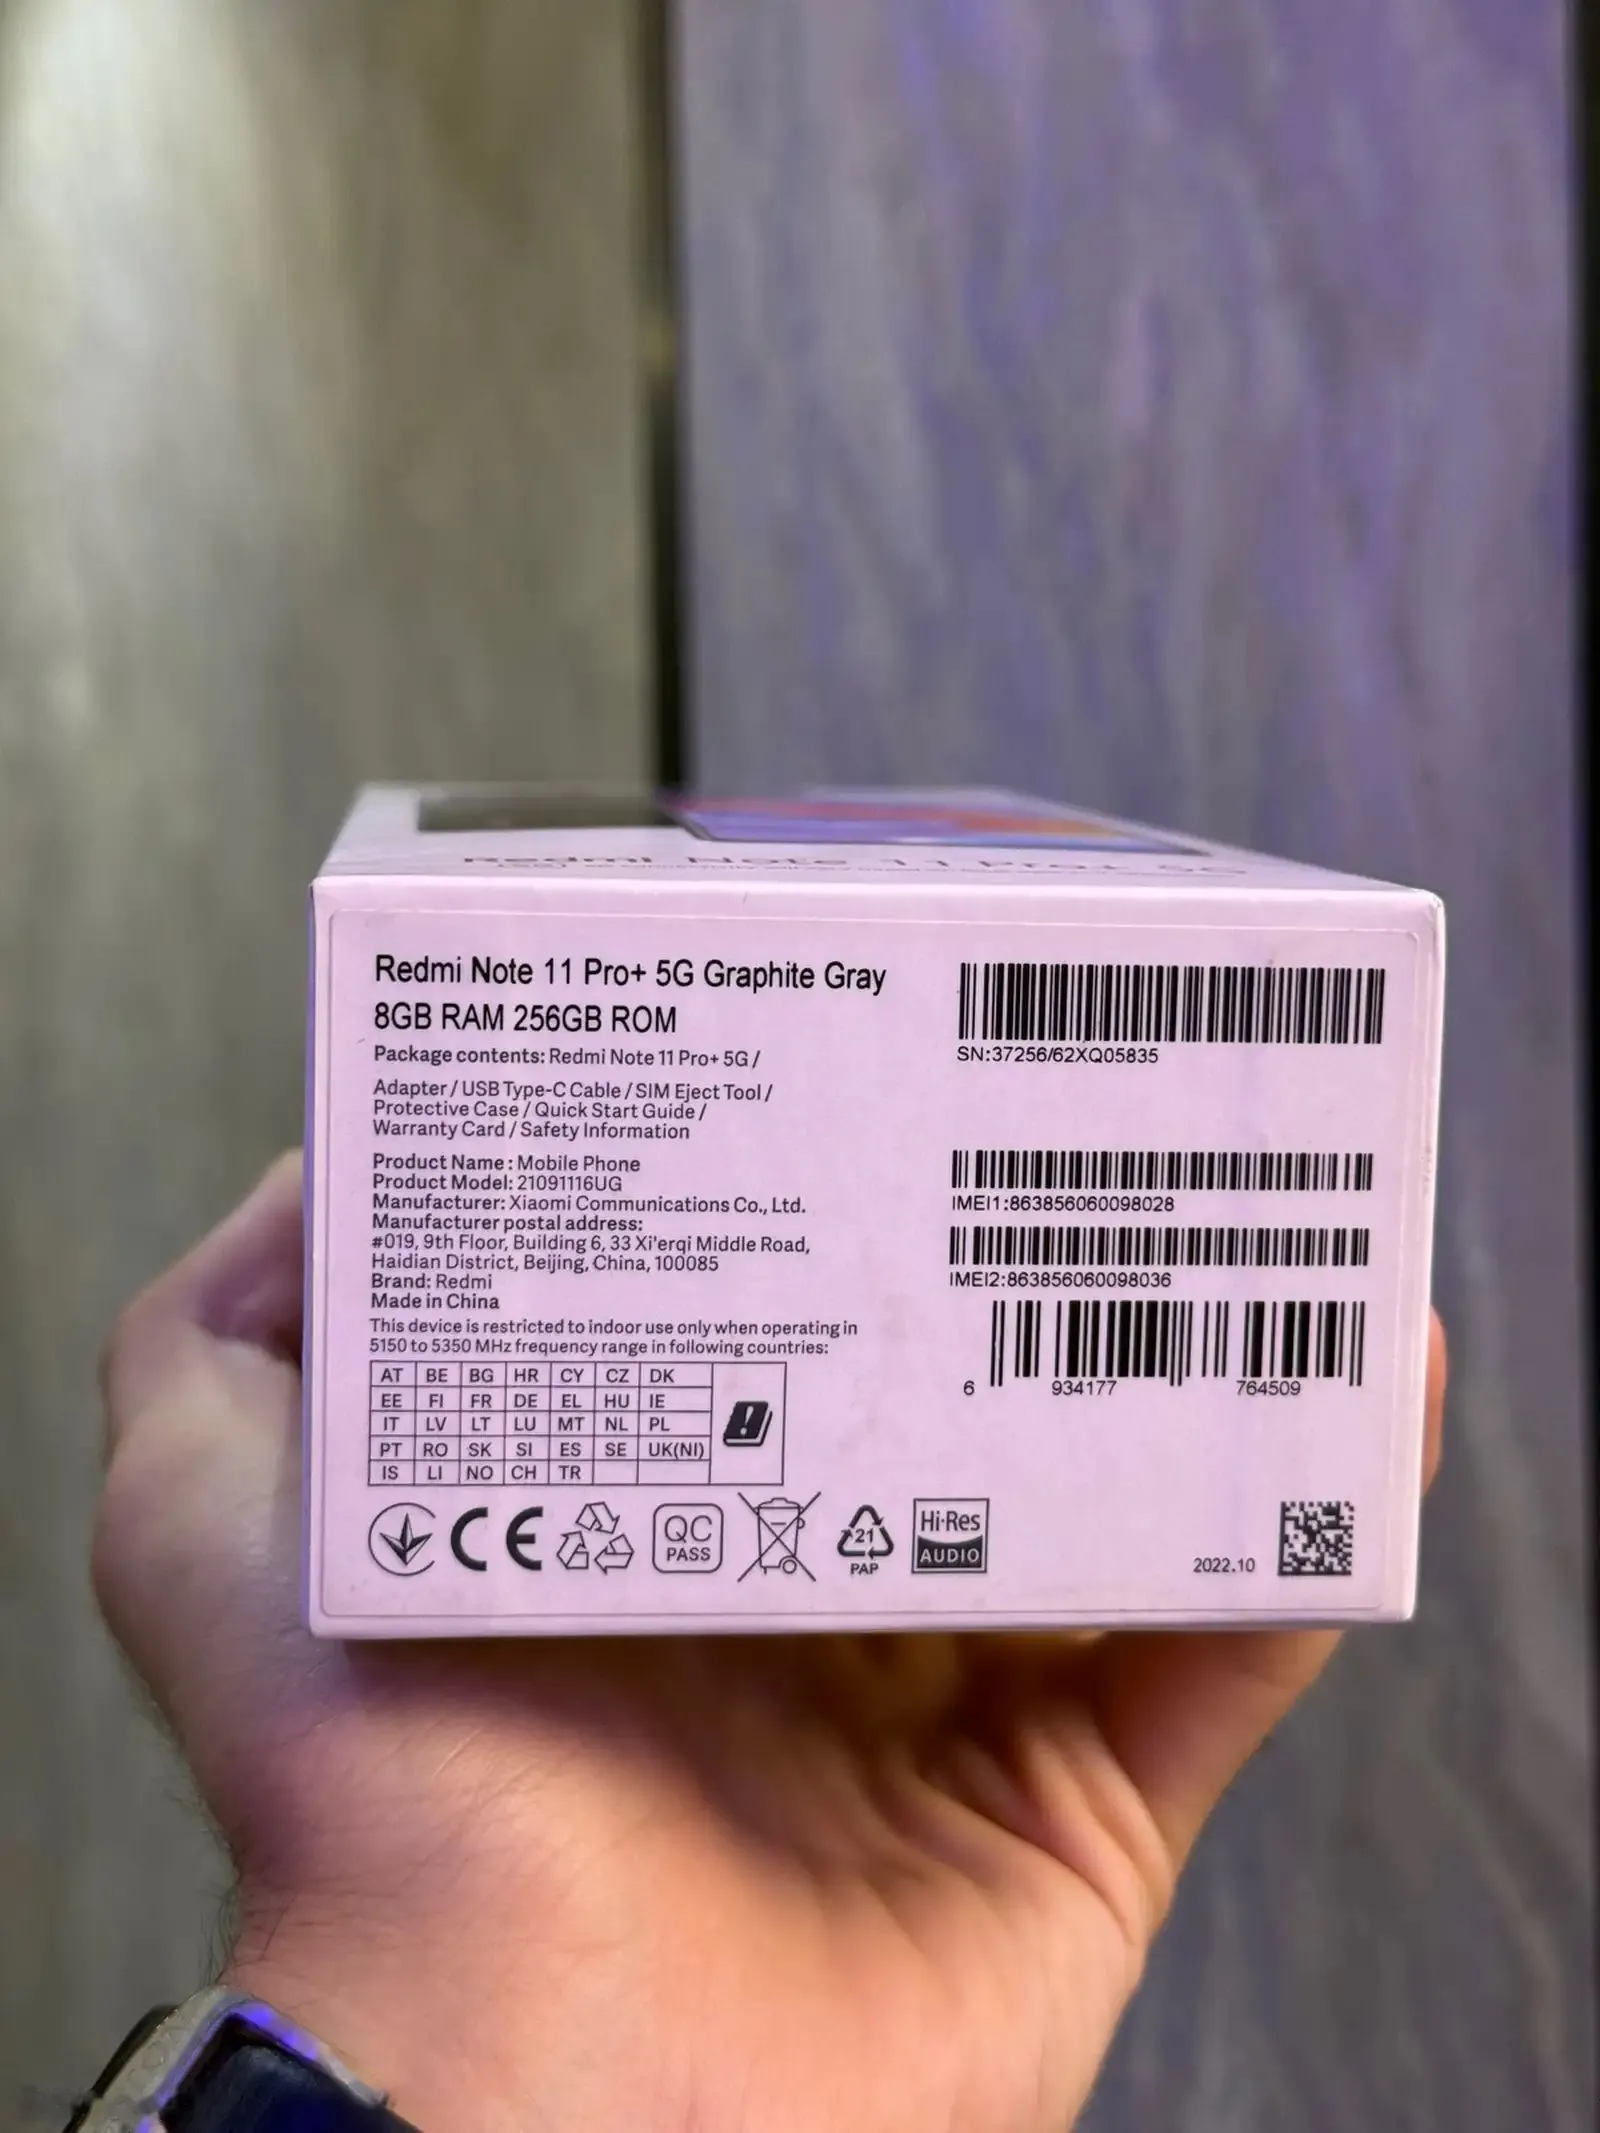 Redmi Note 11 Pro+ 5G
Redmi Note 11 Pro+ 5G Graphite Gray
8GB RAM 256GB ROM
Package contents: Redmi Note 11 Pro+ 5G /
Adapter / USB Type-C Cable / SIM Eject Tool /
Protective Case / Quick Start Guide /
Warranty Card / Safety Information
Product Name : Mobile Phone
Product Model: 21091116UG
Manufacturer: Xiaomi Communications Co., Ltd.
Manufacturer postal address:
#019, 9th Floor, Building 6, 33 Xi'erqi Middle Road,
Haidian District, Beijing, China, 100085
Brand: Redmi
Made in China
This device is restricted to indoor use only when operating in
5150 to 5350 MHz frequency range in following countries:
AT BE BG HR CY CZ DK
EE FI FR DE EL HU IE
IT LV LT LU MT NL PL
PT RO SK SI ES SE UK(NI)
IS LI NO CH TR
CE
QC
PASS
21
PAP
Hi-Res
AUDIO
SN:37256/62XQ05835
IMEI1:863856060098028
IMEI2:863856060098036
6 934177 764509
2022.10